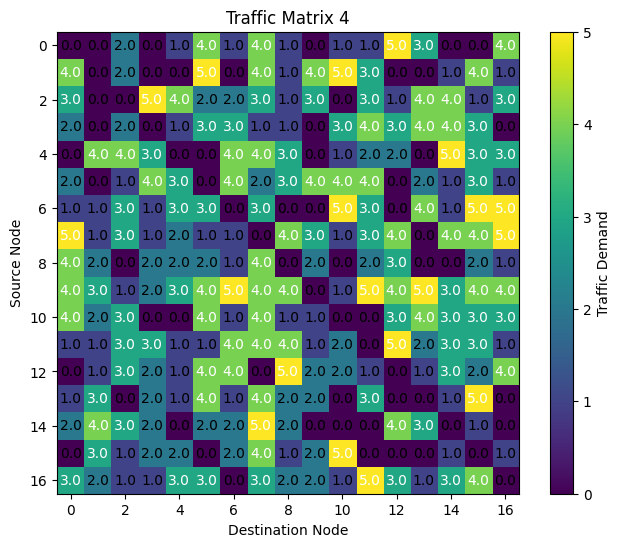 Traffic Matrix 4
0 0.0 0.0 2.0 0.0 1.0 4.0 1.0 4.0 1.0 0.0 1.0 1.0 5.0 3.0 0.0 0.0 4.0
4.0 0.0 2.0 0.0 0.0 5.0 0.0 4.0 1.0 4.0 5.0 3.0 0.0 0.0 1.0 4.0 1.0
2 3.0 0.0 0.0 5.0 4.0 2.0 2.0 3.0 1.0 3.0 0.0 3.0 1.0 4.0 4.0 1.0 3.0
2.0 0.0 2.0 0.0 1.0 3.0 3.0 1.0 1.0 0.0 3.0 4.0 3.0 4.0 4.0 3.0 0.0
4 0.0 4.0 4.0 3.0 0.0 0.0 4.0 4.0 3.0 0.0 1.0 2.0 2.0 0.0 5.0 3.0 3.0
2.0 0.0 1.0 4.0 3.0 0.0 4.0 2.0 3.0 4.0 4.0 4.0 0.0 2.0 1.0 3.0 1.0
6 1.0 1.0 3.0 1.0 3.0 3.0 0.0 3.0 0.0 0.0 5.0 3.0 0.0 4.0 1.0 5.0 5.0
5.0 1.0 3.0 1.0 2.0 1.0 1.0 0.0 4.0 3.0 1.0 3.0 4.0 0.0 4.0 4.0 5.0
8 4.0 2.0 0.0 2.0 2.0 2.0 1.0 4.0 0.0 2.0 0.0 2.0 3.0 0.0 0.0 2.0 1.0
4.0 3.0 1.0 2.0 3.0 4.0 5.0 4.0 4.0 0.0 1.0 5.0 4.0 5.0 3.0 4.0 4.0
10 4.0 2.0 3.0 0.0 0.0 4.0 1.0 4.0 1.0 1.0 0.0 0.0 3.0 4.0 3.0 3.0 3.0
1.0 1.0 3.0 3.0 1.0 1.0 4.0 4.0 4.0 1.0 2.0 0.0 5.0 2.0 3.0 3.0 1.0
12 0.0 1.0 3.0 2.0 1.0 4.0 4.0 0.0 5.0 2.0 2.0 1.0 0.0 1.0 3.0 2.0 4.0
1.0 3.0 0.0 2.0 1.0 4.0 1.0 4.0 2.0 2.0 0.0 3.0 0.0 0.0 1.0 5.0 0.0
14 2.0 4.0 3.0 2.0 0.0 2.0 2.0 5.0 2.0 0.0 0.0 0.0 4.0 3.0 0.0 1.0 0.0
0.0 3.0 1.0 2.0 2.0 0.0 2.0 4.0 1.0 2.0 5.0 0.0 0.0 0.0 1.0 0.0 1.0
16 3.0 2.0 1.0 1.0 3.0 3.0 0.0 3.0 2.0 2.0 1.0 5.0 3.0 1.0 3.0 4.0 0.0
0 2 4 6 8 10 12 14 16
Destination Node
Source Node
5
4
3
2
1
0
Traffic Demand